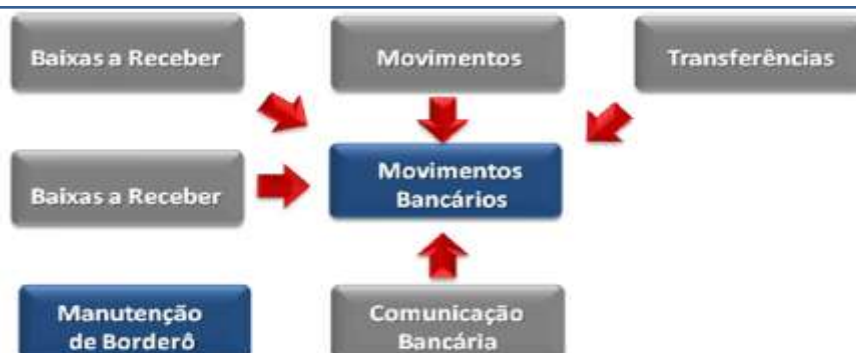 Baixas a Receber
Movimentos
Transferências
Baixas a Receber
Movimentos
Bancários
Manutenção
de Borderô
Comunicação
Bancária